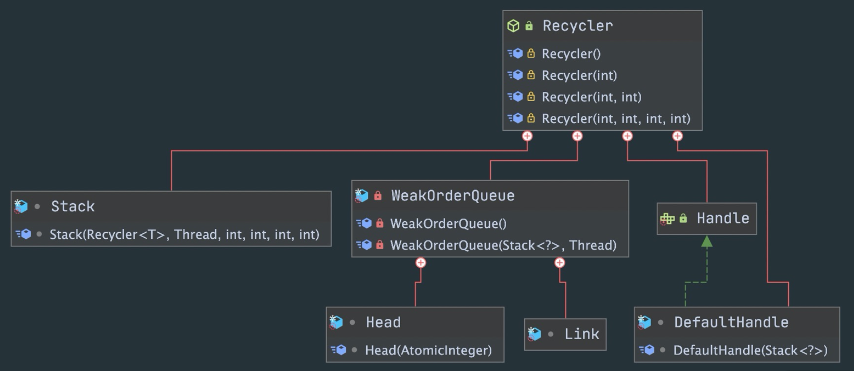 Recycler
Recycler()
Recycler(int)
Recycler(int, int)
Recycler(int, int, int, int)
Stack
Stack(Recycler<T>, Thread, int, int, int, int)
WeakOrderQueue
WeakOrderQueue()
WeakOrderQueue(Stack<?>, Thread)
Handle
Head
Head(AtomicInteger)
Link
DefaultHandle
DefaultHandle(Stack<?>)